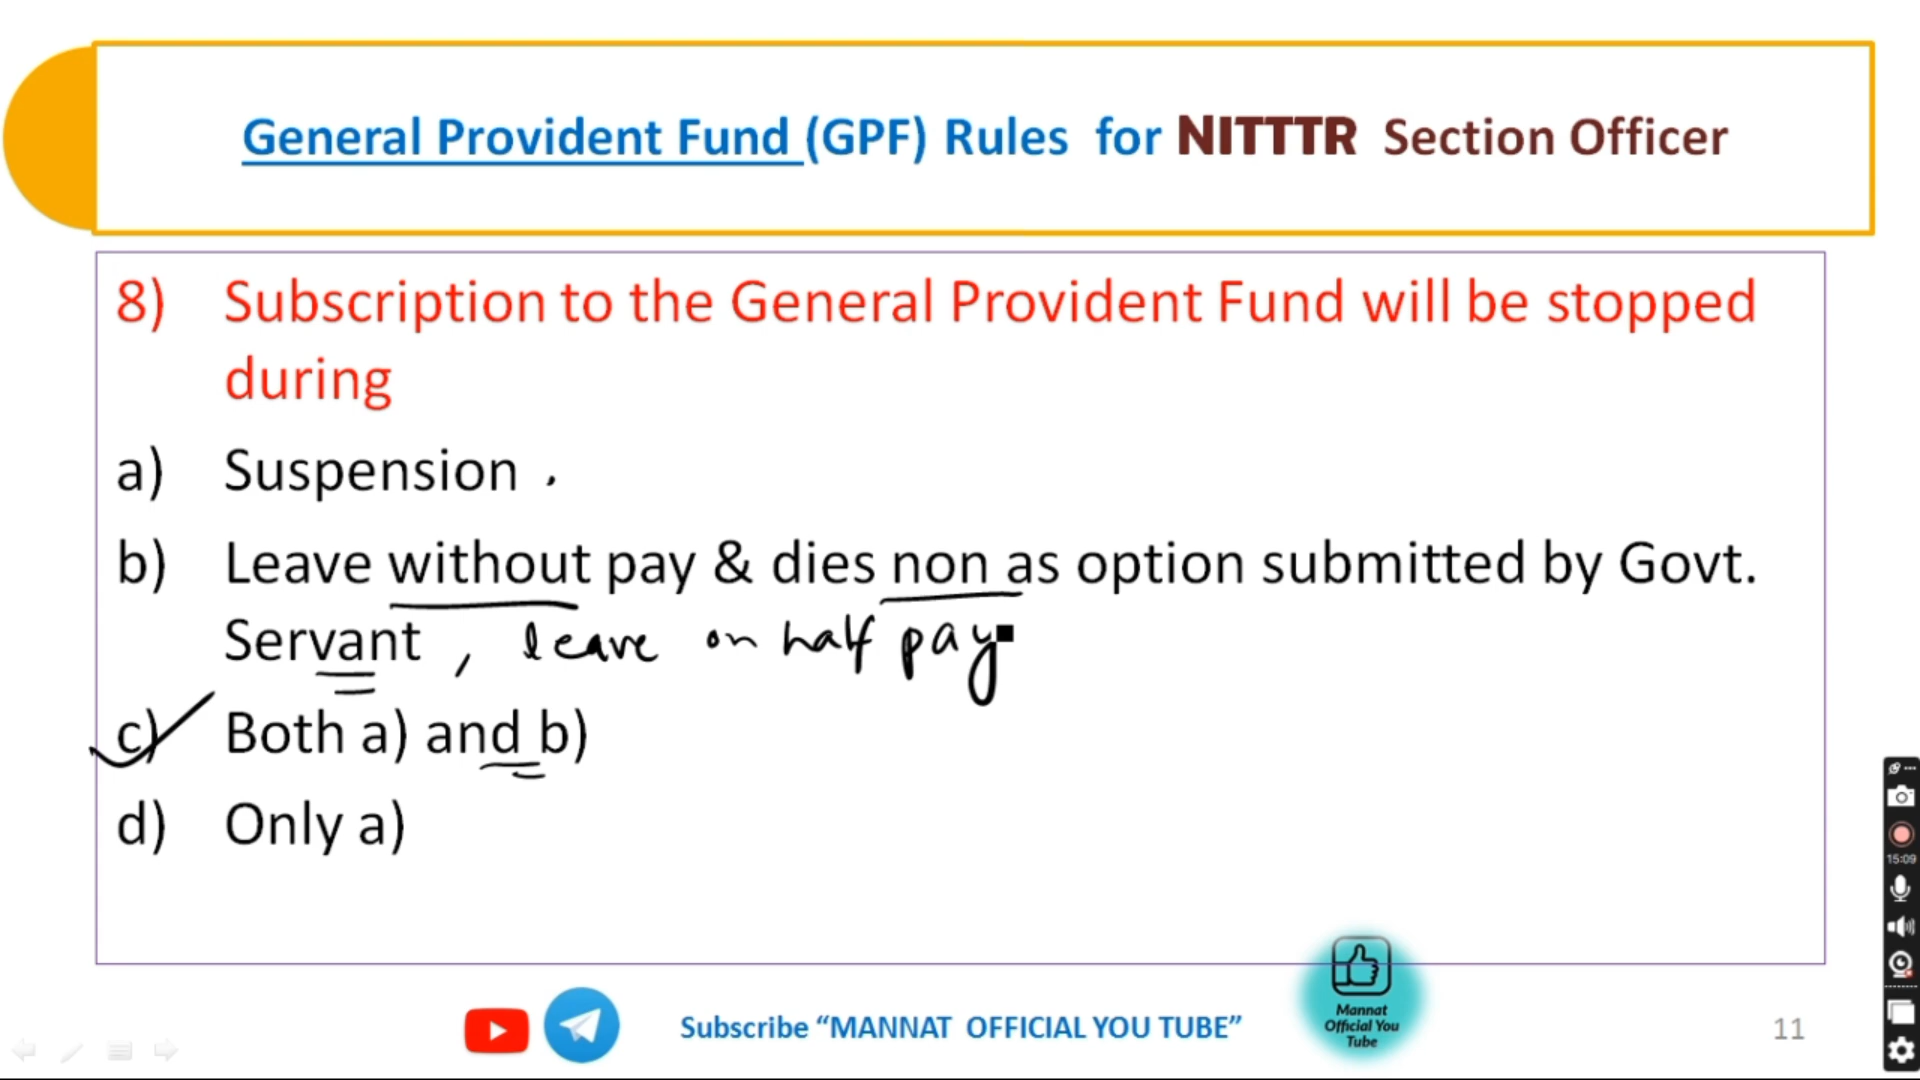 General Provident Fund (GPF) Rules for NITTTR Section Officer
8) Subscription to the General Provident Fund will be stopped
during
a) Suspension .
b) Leave without pay & dies non as option submitted by Govt.
Servant , leave on half pay
c) Both a) and b)
d) Only a)
Subscribe “MANNAT OFFICIAL YOU TUBE”
Mannat
Official You
Tube
11
15:09